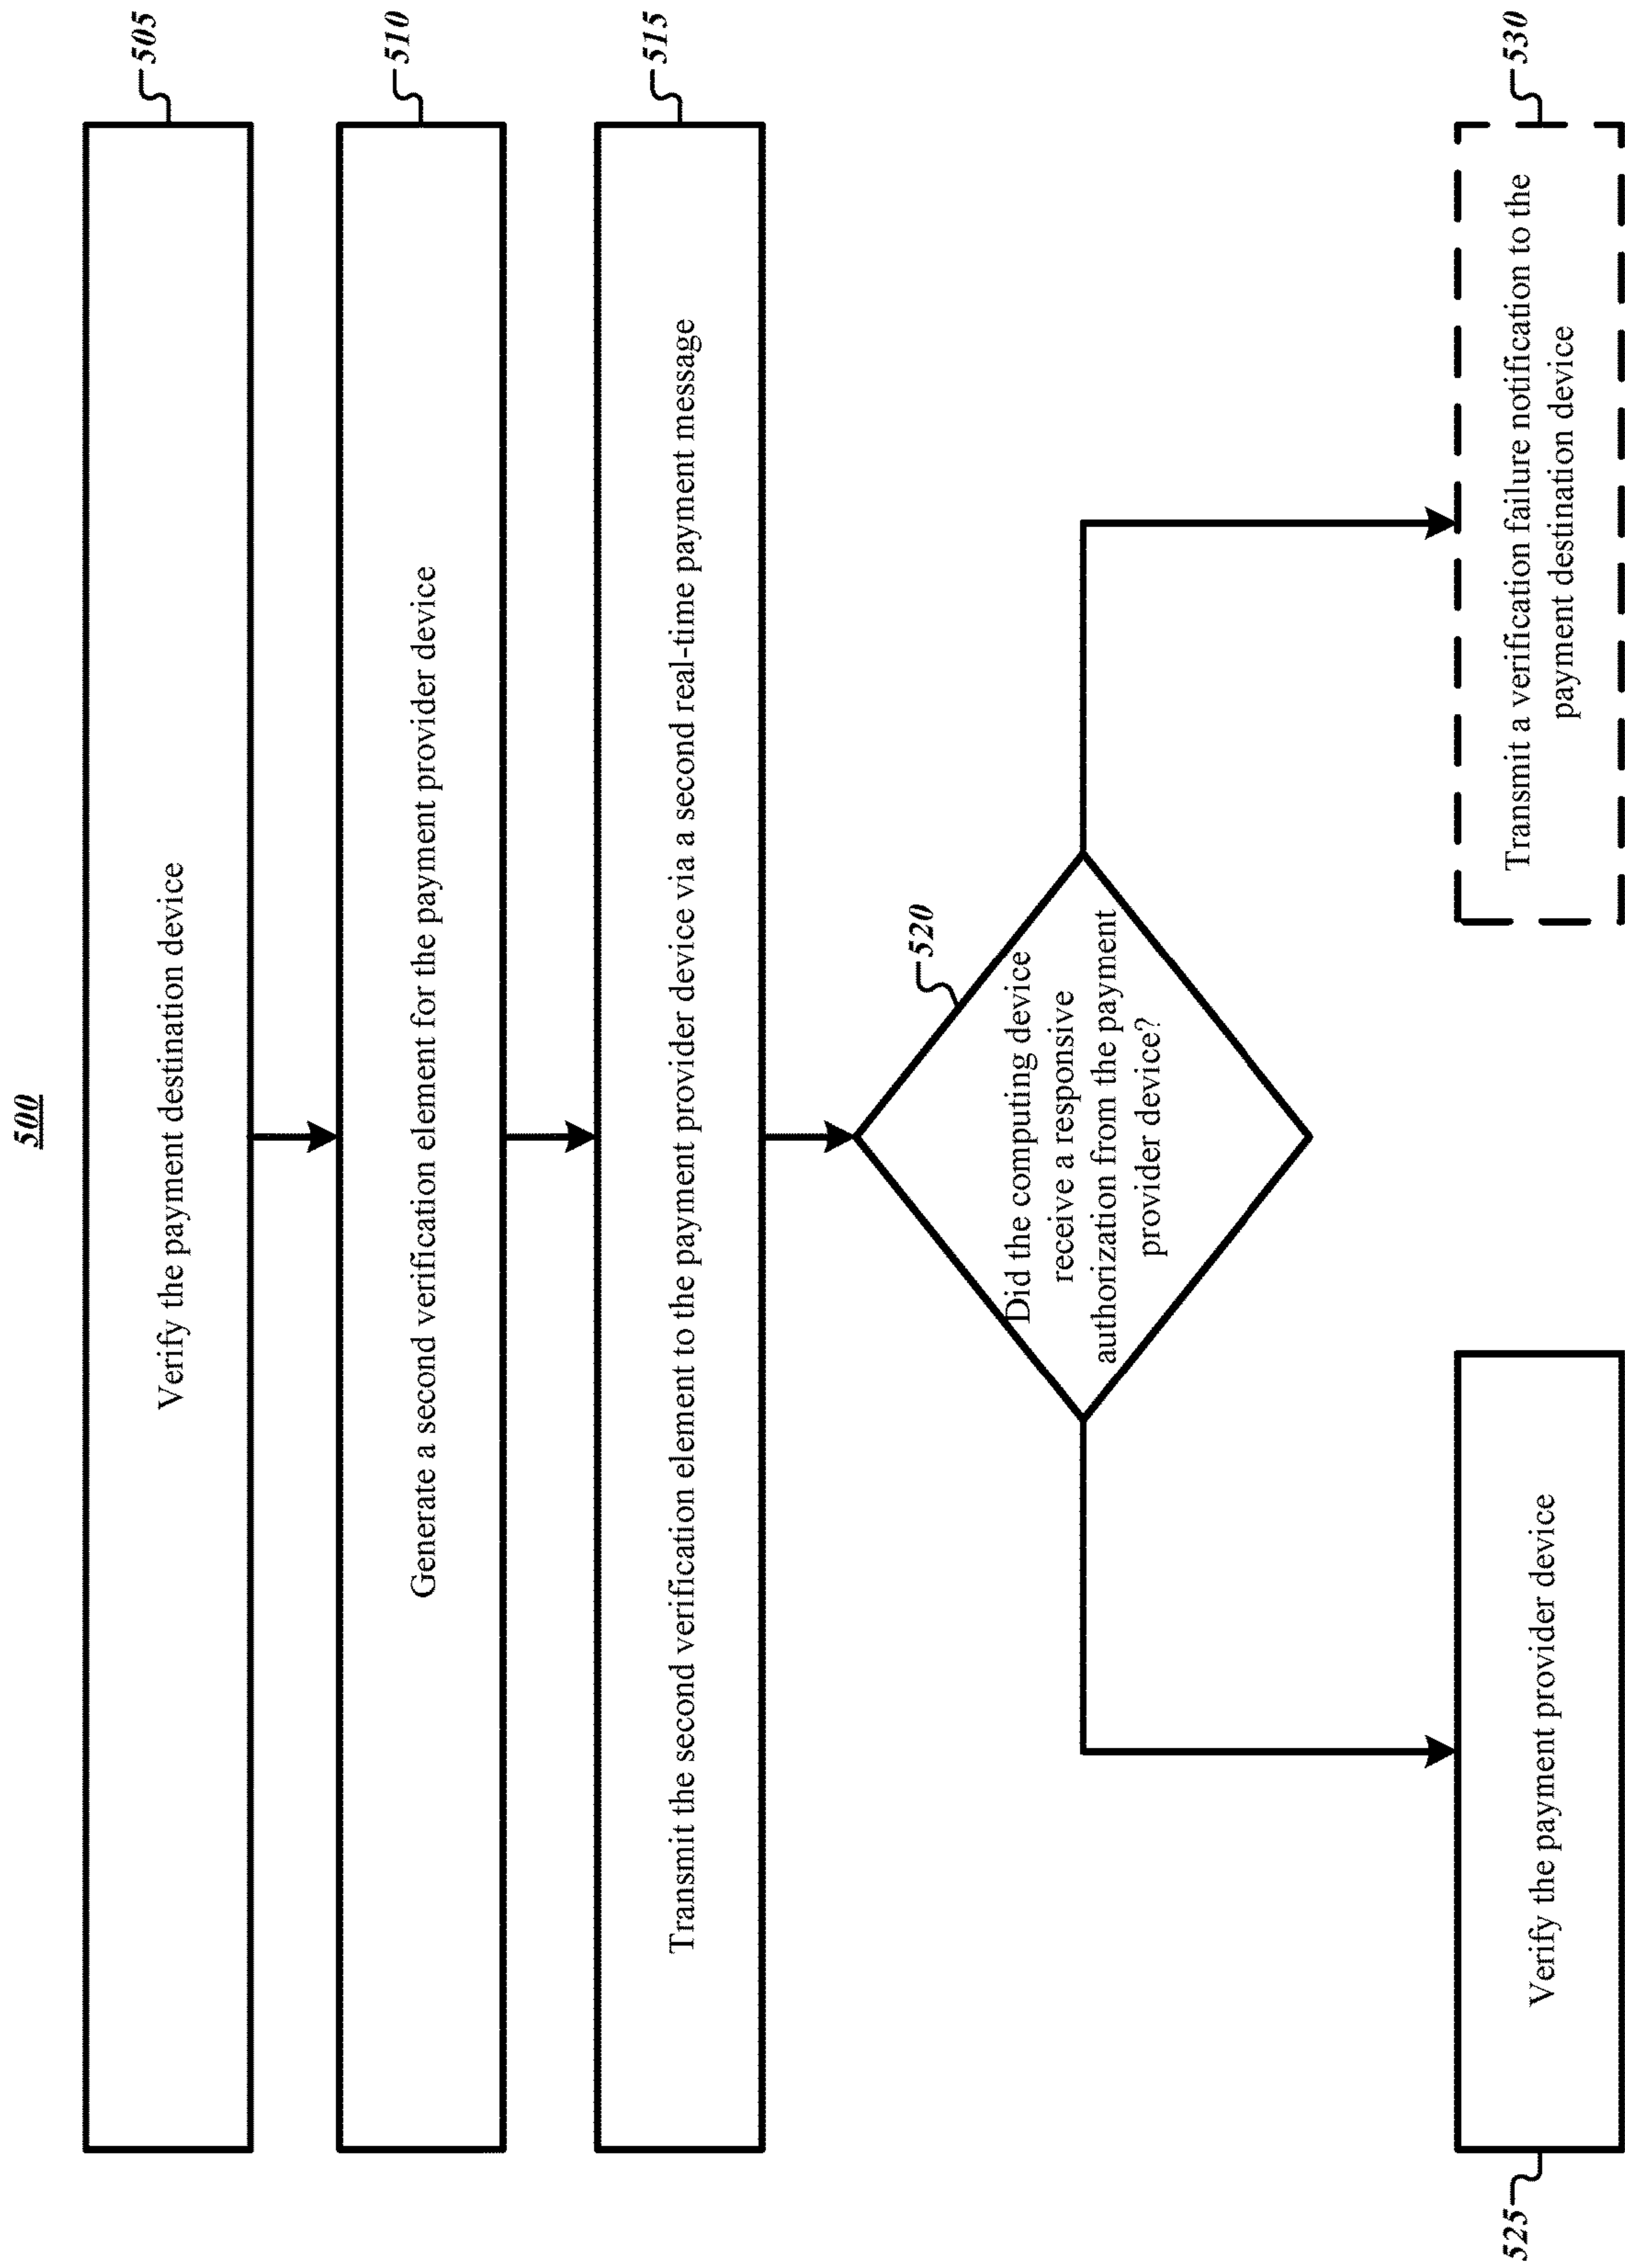 500
505
Verify the payment destination device
510
Generate a second verification element for the payment provider device
515
Transmit the second verification element to the payment provider device via a second real-time payment message
520
Did the computing device
receive a responsive
authorization from the payment
provider device?
525
Verify the payment provider device
530
Transmit a verification failure notification to the
payment destination device